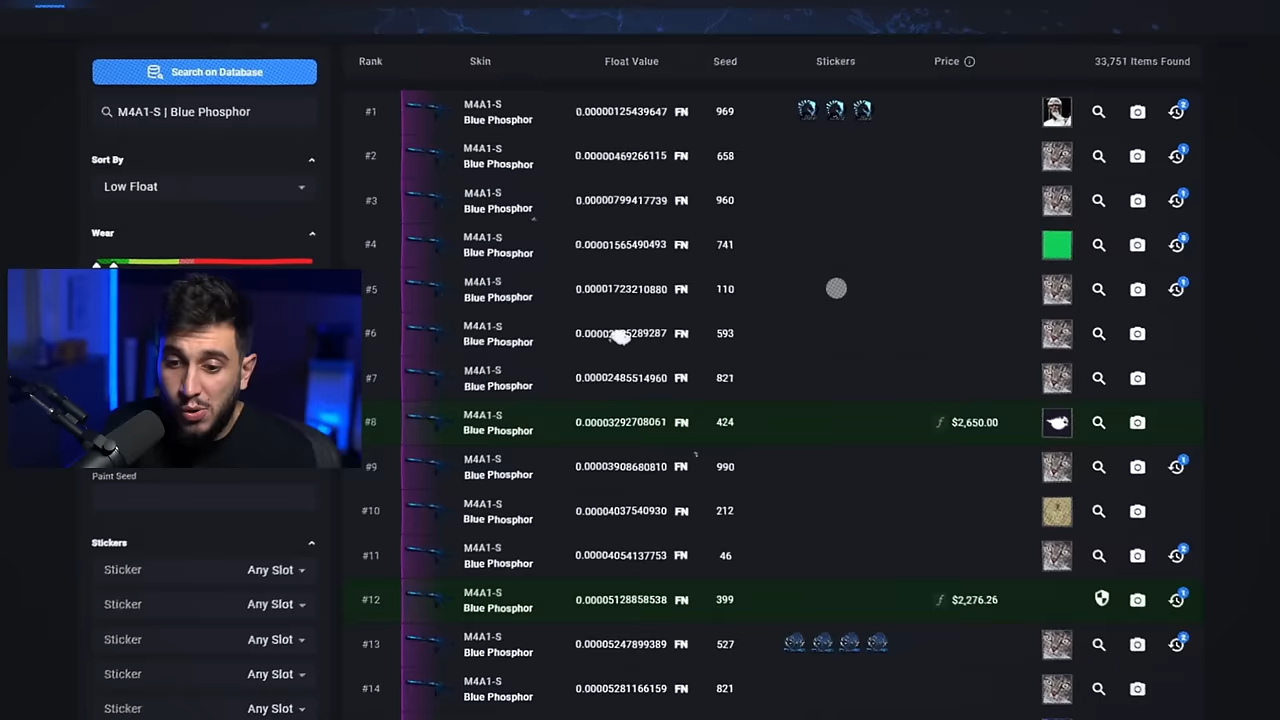 Search on Database
M4A1-S | Blue Phosphor
Sort By
Low Float
Wear
Paint Seed
Stickers
Sticker Any Slot
Sticker Any Slot
Sticker Any Slot
Sticker Any Slot
Sticker Any Slot
Rank Skin Float Value Seed Stickers Price 33,751 Items Found
#1 M4A1-S Blue Phosphor 0.00000125439647 FN 969 2
#2 M4A1-S Blue Phosphor 0.00000469266115 FN 658 1
#3 M4A1-S Blue Phosphor 0.00000799417739 FN 960 1
#4 M4A1-S Blue Phosphor 0.00001565490493 FN 741
#5 M4A1-S Blue Phosphor 0.00001723210880 FN 110 1
#6 M4A1-S Blue Phosphor FN 593
#7 M4A1-S Blue Phosphor 0.00002485514960 FN 821
#8 M4A1-S Blue Phosphor 0.00003292708061 FN 424 $2,650.00
#9 M4A1-S Blue Phosphor 0.00003908680810 FN 990 1
#10 M4A1-S Blue Phosphor 0.00004037540930 FN 212
#11 M4A1-S Blue Phosphor 0.00004054137753 FN 46 2
#12 M4A1-S Blue Phosphor 0.00005128858538 FN 399 $2,276.26 1
#13 M4A1-S Blue Phosphor 0.00005247899389 FN 527 2
#14 M4A1-S Blue Phosphor 0.00005281166159 FN 821